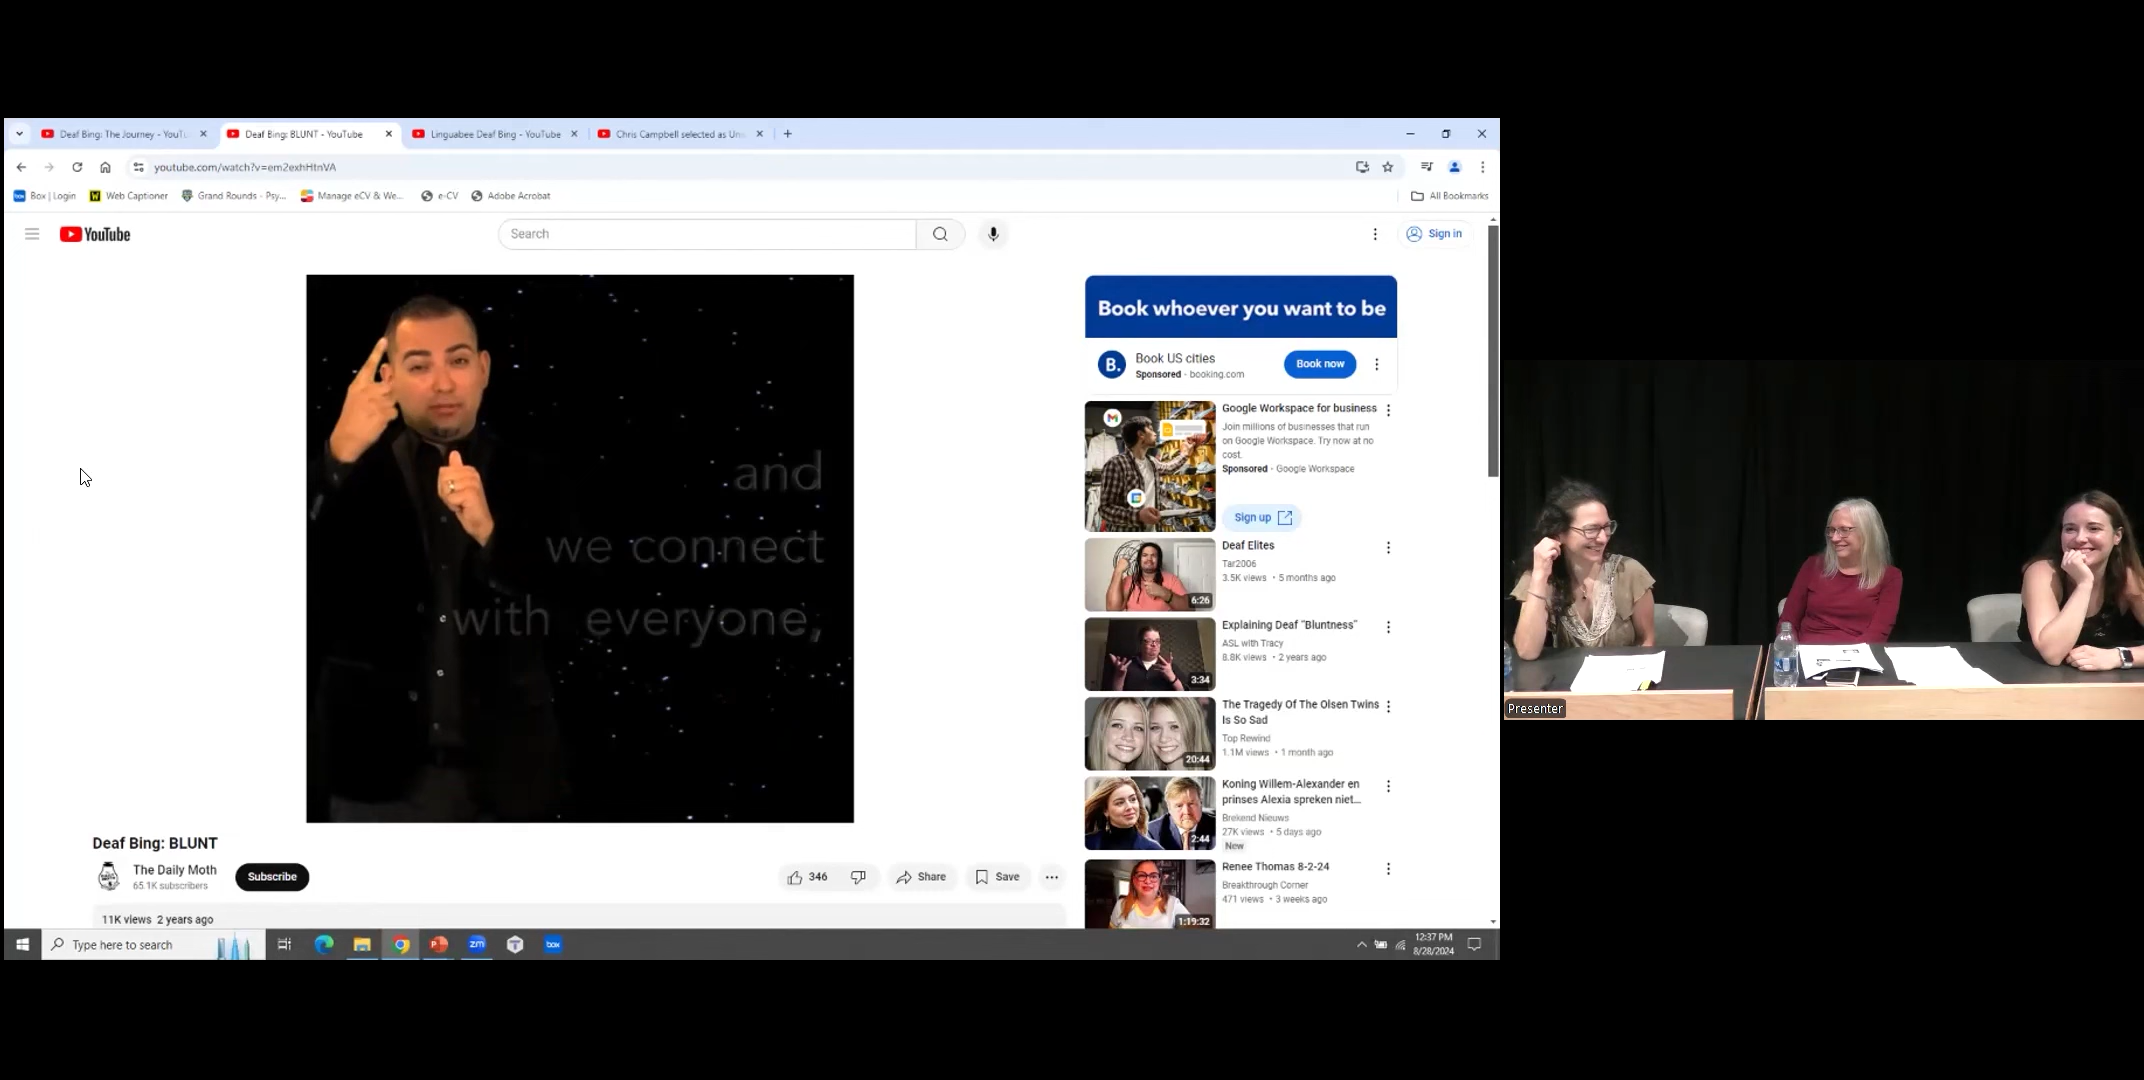 Deaf Bing: The Journey - YouTu
Deaf Bing: BLUNT - YouTube
Linguabee Deaf Bing - YouTube
Chris Campbell selected as Un
youtube.com/watch?v=em2exhHtnVA
Box | Login
Web Captioner
Grand Rounds - Psy...
Manage eCV & We...
e-CV
Adobe Acrobat
All Bookmarks
YouTube
Search
Sign in
and
we connect
with everyone,
Book whoever you want to be
B.
Book US cities
Sponsored · booking.com
Book now
Google Workspace for business
Join millions of businesses that run
on Google Workspace. Try now at no
cost.
Sponsored · Google Workspace
Sign up
Deaf Elites
Tar2006
3.5K views • 5 months ago
6:26
Explaining Deaf "Bluntness"
ASL with Tracy
8.8K views • 2 years ago
3:34
The Tragedy Of The Olsen Twins
Is So Sad
Top Rewind
1.1M views • 1 month ago
20:44
Koning Willem-Alexander en
prinses Alexia spreken niet...
Brekend Nieuws
27K views • 5 days ago
New
2:44
Renee Thomas 8-2-24
Breakthrough Corner
471 views • 3 weeks ago
1:19:32
Deaf Bing: BLUNT
The Daily Moth
65.1K subscribers
Subscribe
346
Share
Save
11K views 2 years ago
Type here to search
zm
box
12:37 PM
8/28/2024
Presenter